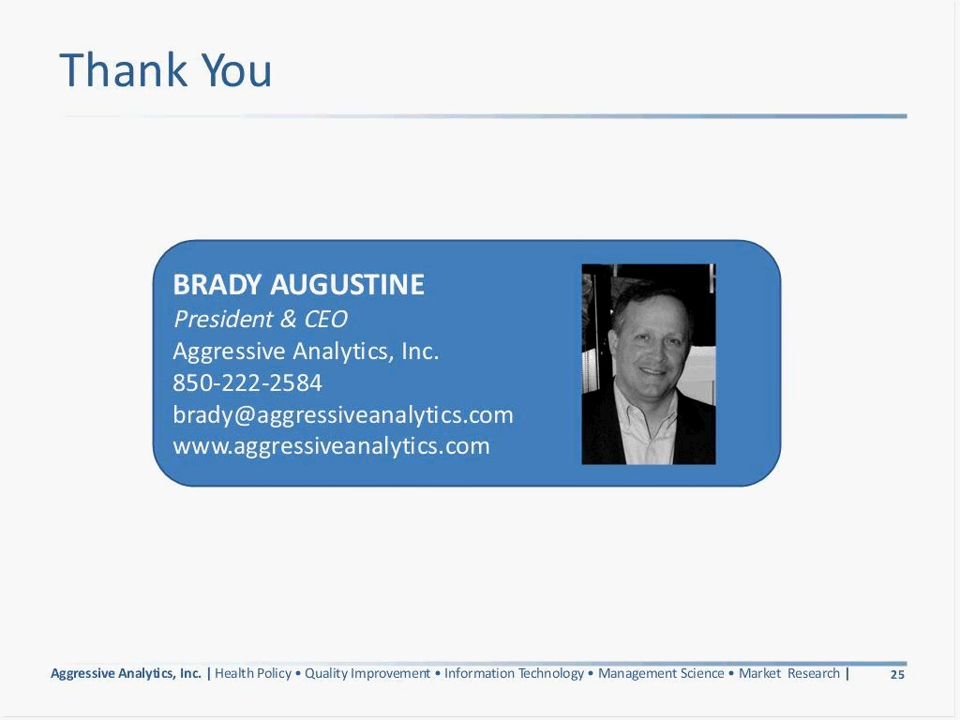 Thank You
BRADY AUGUSTINE
President & CEO
Aggressive Analytics, Inc.
850-222-2584
brady@aggressiveanalytics.com
www.aggressiveanalytics.com
Aggressive Analytics, Inc. | Health Policy • Quality Improvement • Information Technology • Management Science • Market Research | 25